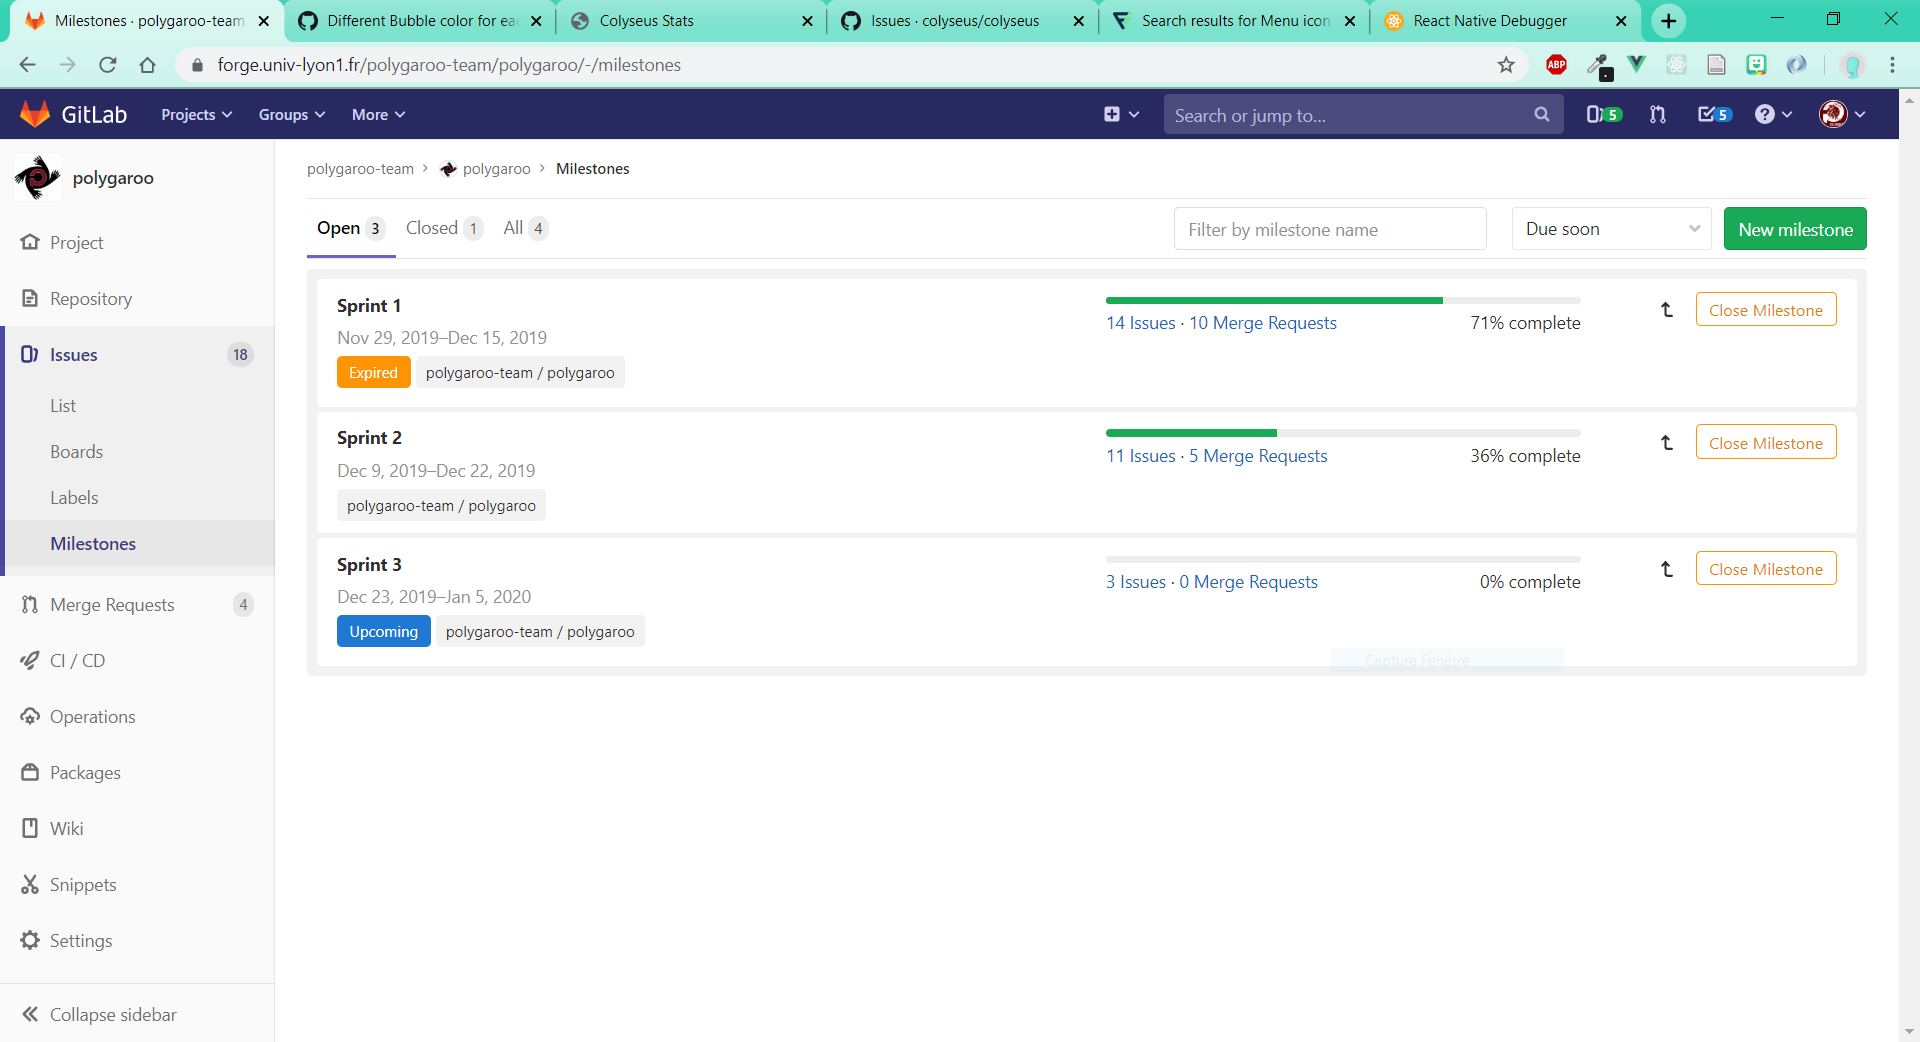 Milestones · polygaroo-team
Different Bubble color for ea
Colyseus Stats
Issues · colyseus/colyseus
Search results for Menu icon
React Native Debugger
forge.univ-lyon1.fr/polygaroo-team/polygaroo/-/milestones
ABP
GitLab
Projects
Groups
More
Search or jump to...
5
5
polygaroo
polygaroo-team
polygaroo
Milestones
Open 3
Closed 1
All 4
Filter by milestone name
Due soon
New milestone
Project
Repository
Issues 18
List
Boards
Labels
Milestones
Merge Requests 4
CI / CD
Operations
Packages
Wiki
Snippets
Settings
Collapse sidebar
Sprint 1
Nov 29, 2019–Dec 15, 2019
Expired
polygaroo-team / polygaroo
14 Issues · 10 Merge Requests
71% complete
Close Milestone
Sprint 2
Dec 9, 2019–Dec 22, 2019
polygaroo-team / polygaroo
11 Issues · 5 Merge Requests
36% complete
Close Milestone
Sprint 3
Dec 23, 2019–Jan 5, 2020
Upcoming
polygaroo-team / polygaroo
3 Issues · 0 Merge Requests
0% complete
Close Milestone
Capture Fenêtre